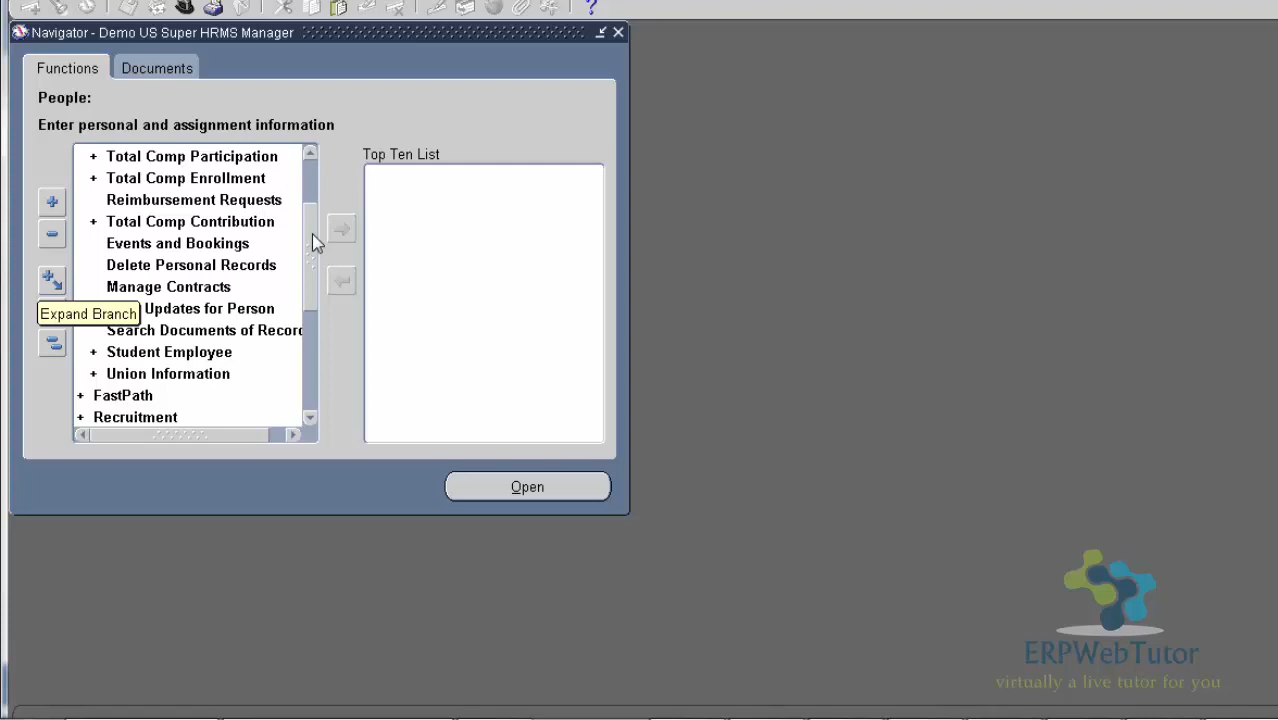 Navigator - Demo US Super HRMS Manager
Functions
Documents
People:
Enter personal and assignment information
Top Ten List
+ Total Comp Participation
+ Total Comp Enrollment
Reimbursement Requests
+ Total Comp Contribution
Events and Bookings
Delete Personal Records
Manage Contracts
Updates for Person
Expand Branch
Search Documents of Record
+ Student Employee
+ Union Information
+ FastPath
+ Recruitment
Open
ERPWebTutor
virtually a live tutor for you